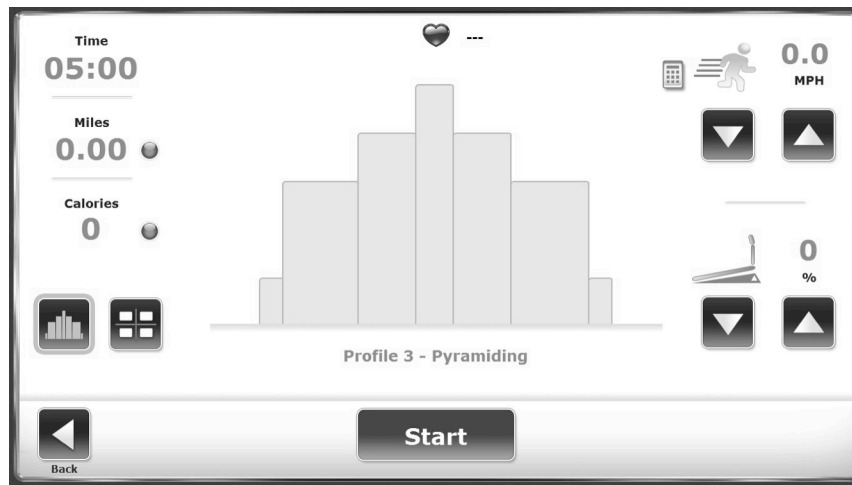 Time
05:00
Miles
0.00
Calories
0
---
0.0
MPH
0
%
Profile 3 - Pyramiding
Back
Start